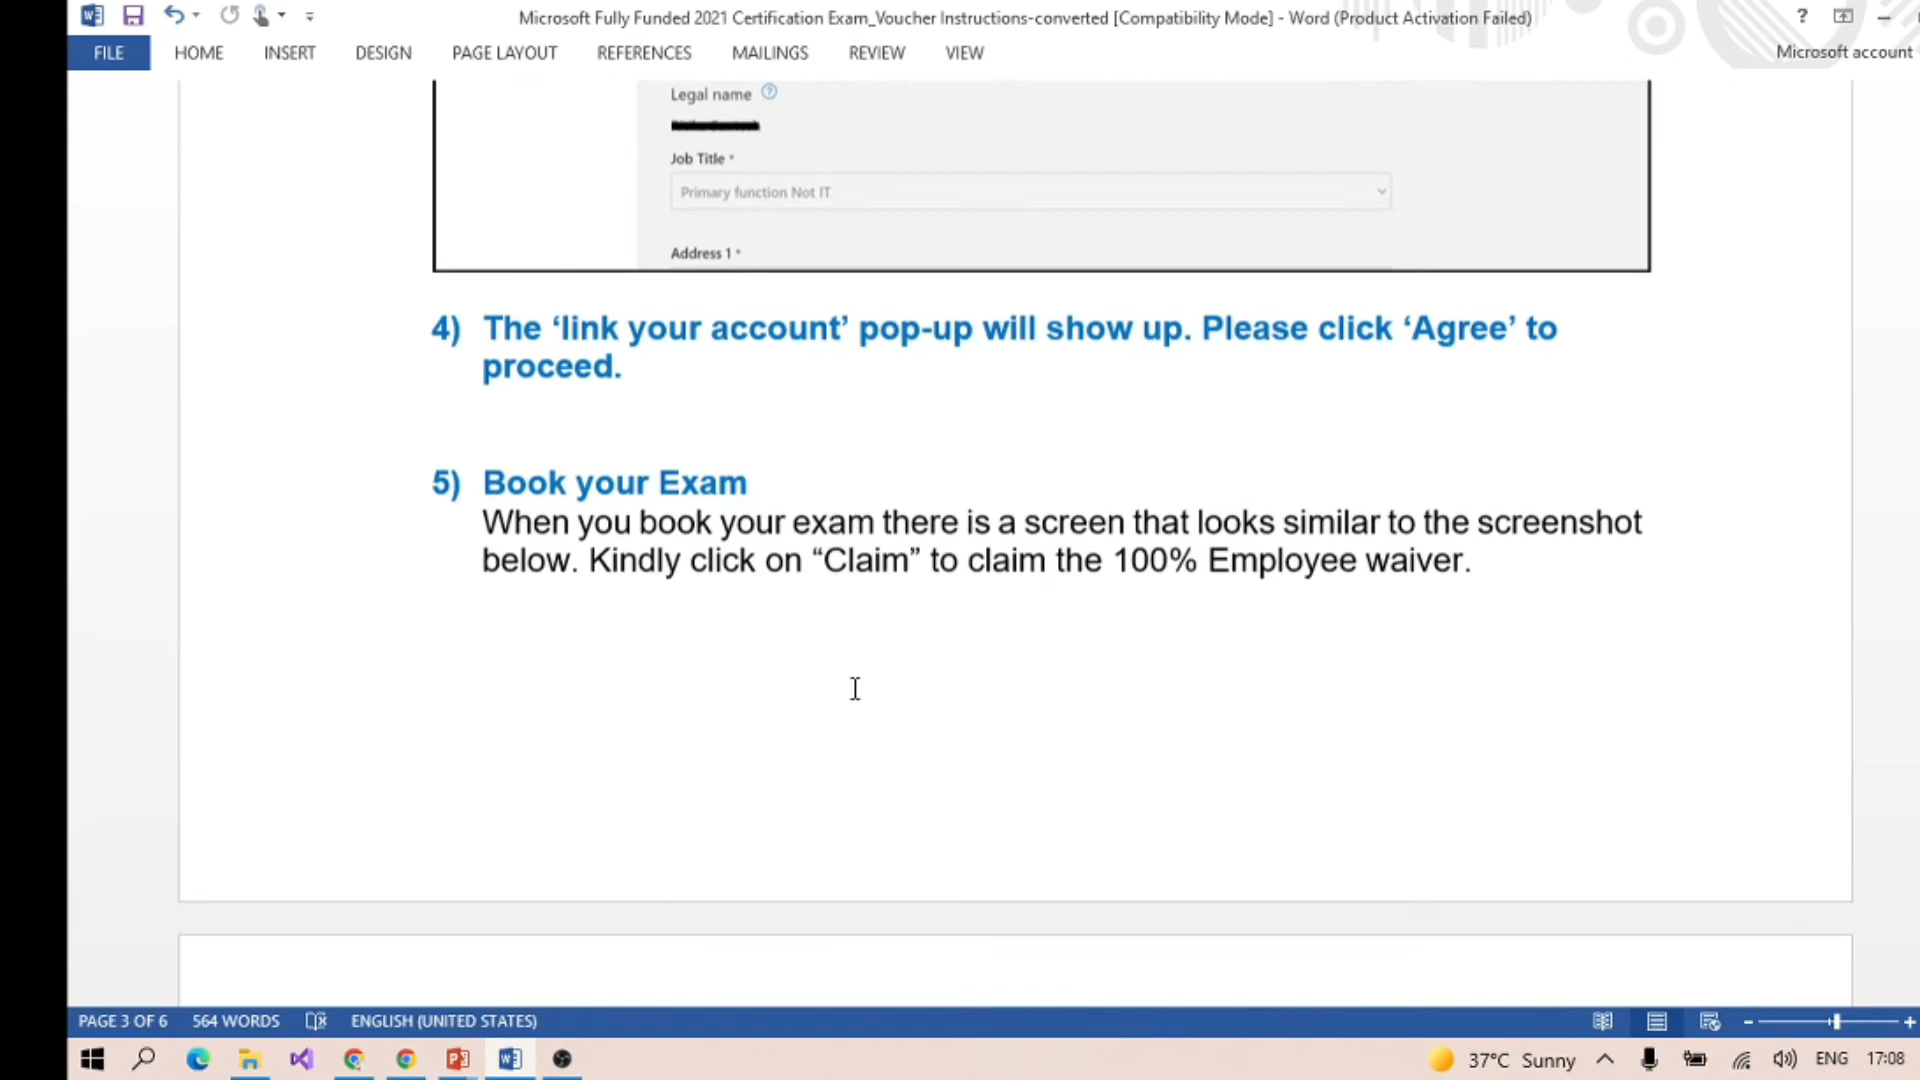 Microsoft Fully Funded 2021 Certification Exam_Voucher Instructions-converted [Compatibility Mode] - Word (Product Activation Failed)
?
FILE HOME INSERT DESIGN PAGE LAYOUT REFERENCES MAILINGS REVIEW VIEW Microsoft account
Legal name ?
Job Title *
Primary function Not IT
Address 1 *
4) The ‘link your account’ pop-up will show up. Please click ‘Agree’ to
proceed.
5) Book your Exam
When you book your exam there is a screen that looks similar to the screenshot
below. Kindly click on “Claim” to claim the 100% Employee waiver.
PAGE 3 OF 6 564 WORDS ENGLISH (UNITED STATES)
37°C Sunny ENG 17:08